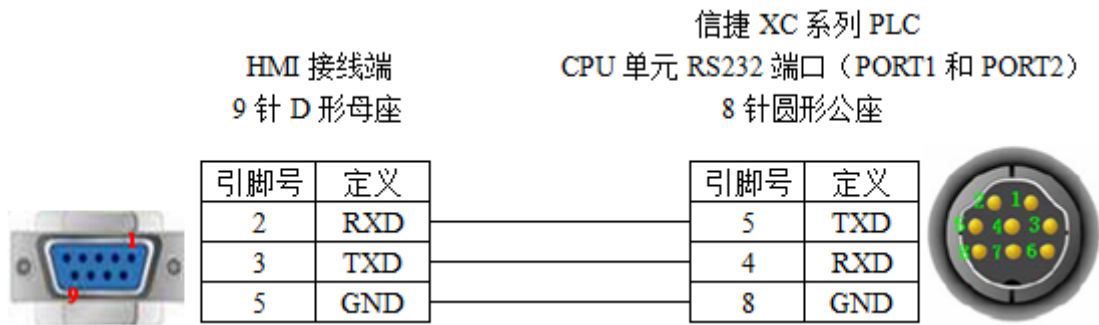 信捷 XC 系列 PLC
HMI 接线端
CPU 单元 RS232 端口（PORT1 和 PORT2）
9 针 D 形母座
8 针圆形公座
引脚号 定义
2 RXD
3 TXD
5 GND
引脚号 定义
5 TXD
4 RXD
8 GND
1
9
2 1
5 4 3
8 7 6